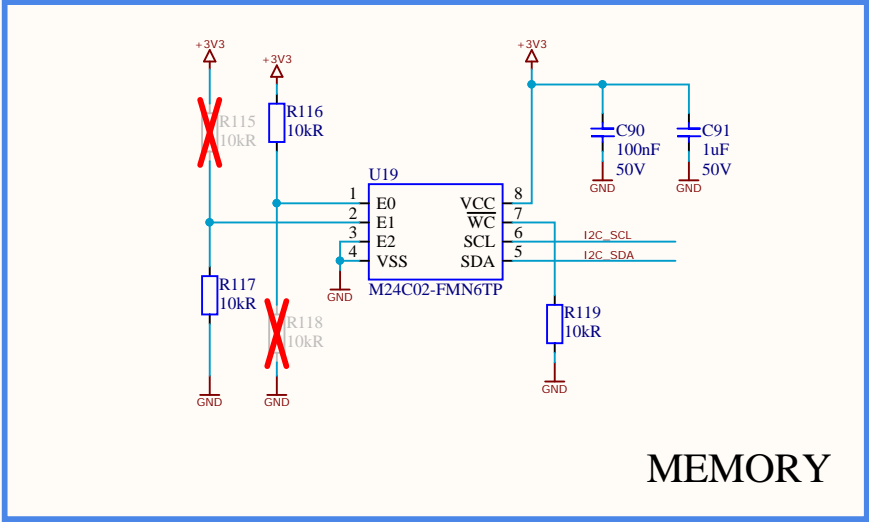 +3V3
+3V3
+3V3
R115
10kR
R116
10kR
C90
100nF
50V
C91
1uF
50V
GND
GND
U19
1 E0
2 E1
3 E2
4 VSS
VCC 8
WC 7
SCL 6
SDA 5
I2C_SCL
I2C_SDA
M24C02-FMN6TP
GND
R117
10kR
R118
10kR
R119
10kR
GND
GND
GND
MEMORY